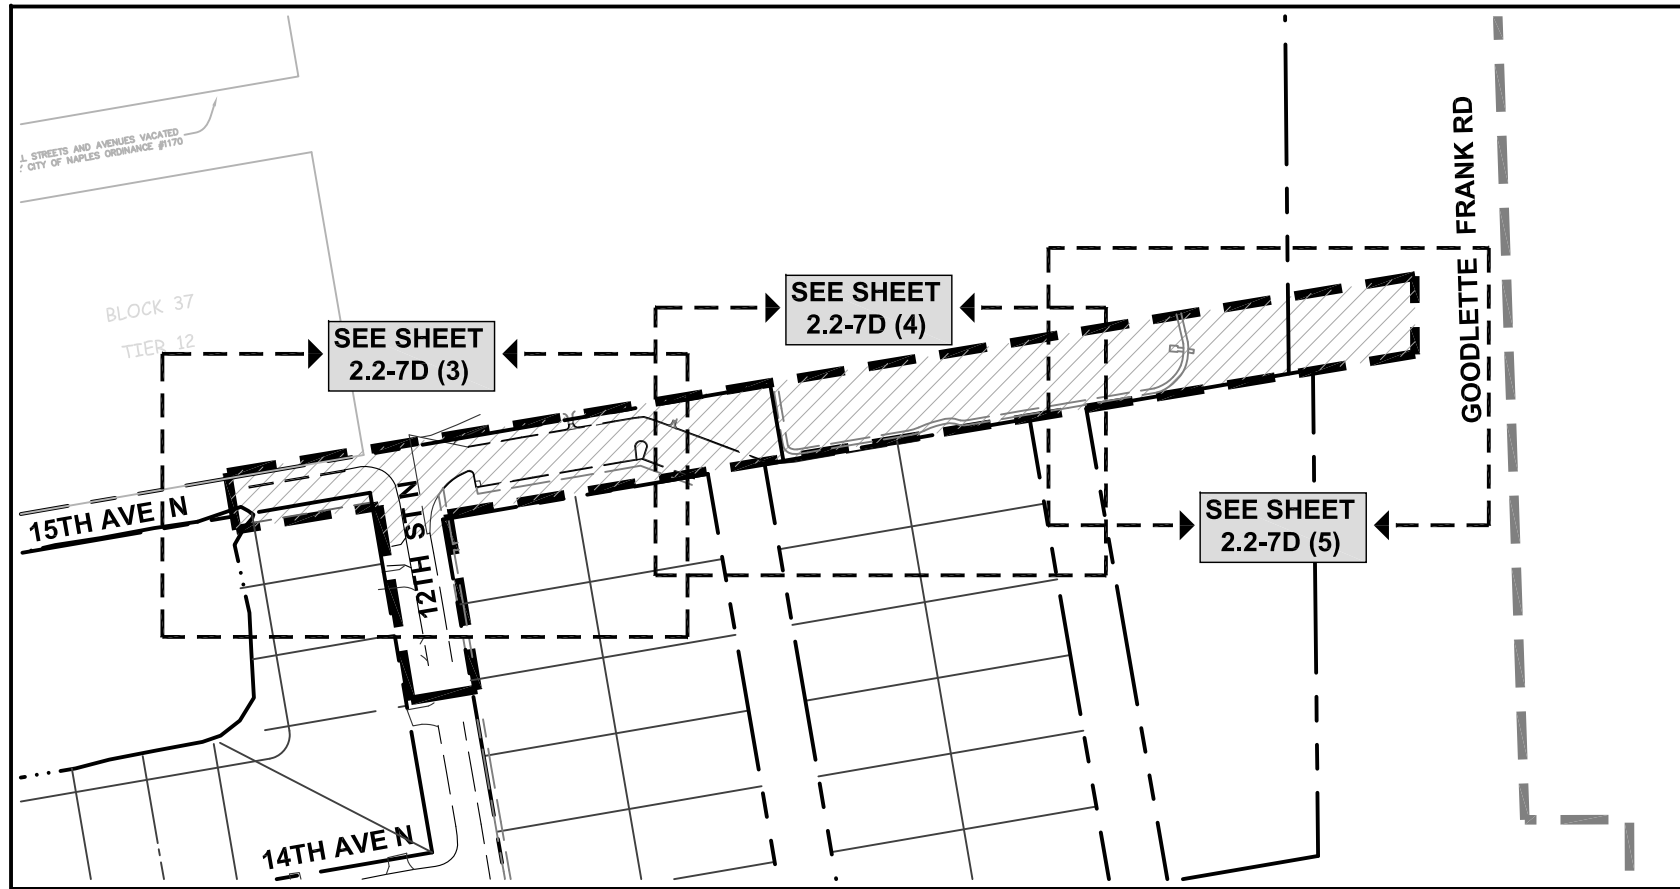 STREETS AND AVENUES VACATED
CITY OF NAPLES ORDINANCE #1170
BLOCK 37
TIER 12
SEE SHEET
2.2-7D (3)
SEE SHEET
2.2-7D (4)
SEE SHEET
2.2-7D (5)
GOODLETTE FRANK RD
15TH AVE N
12TH ST N
14TH AVE N